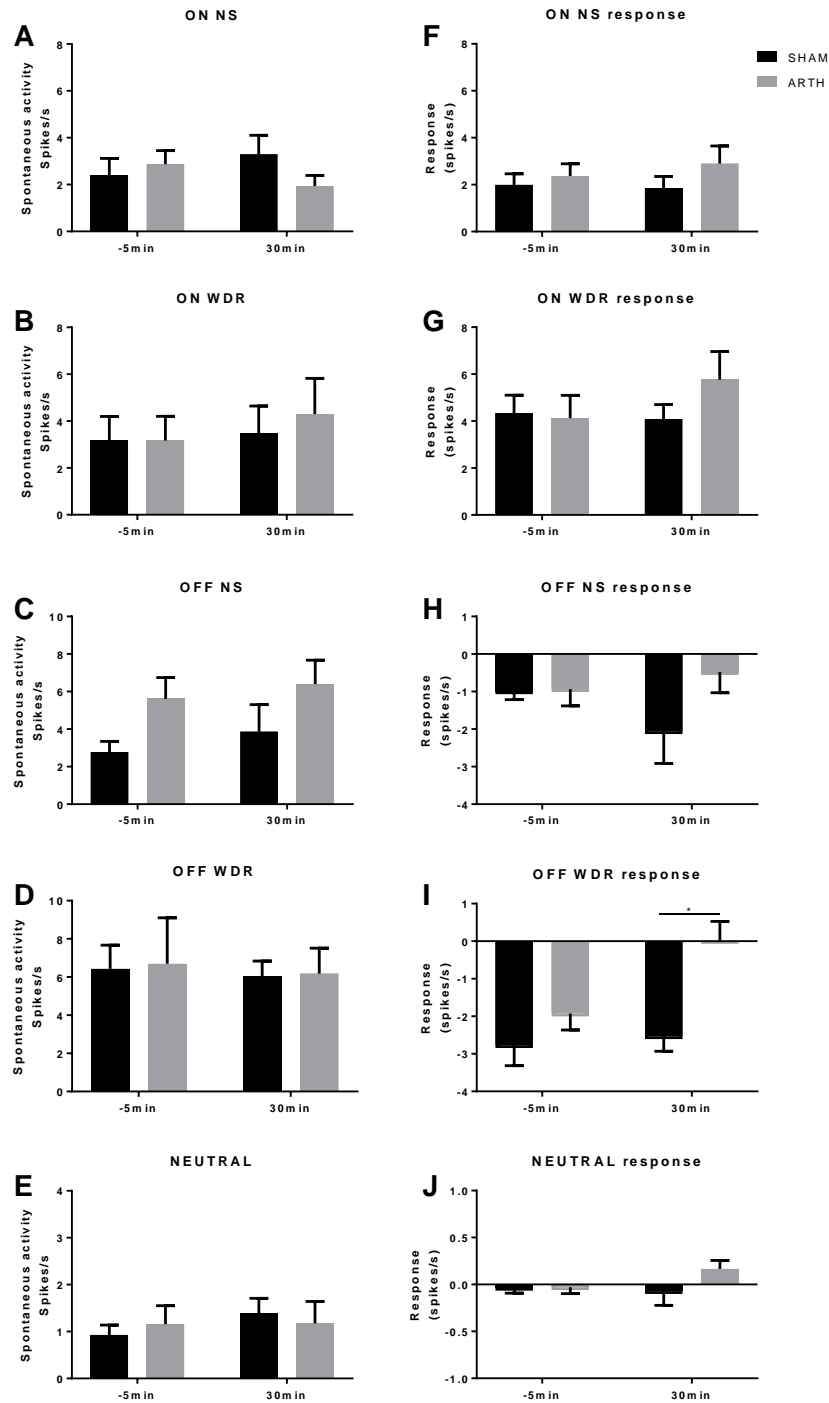 ON NS
A
Spontaneous activity
Spikes/s
8
6
4
2
0
-5min
30min
ON NS response
F
Response
(spikes/s)
8
6
4
2
0
-5min
30min
SHAM
ARTH
ON WDR
B
Spontaneous activity
Spikes/s
8
6
4
2
0
-5min
30min
ON WDR response
G
Response
(spikes/s)
8
6
4
2
0
-5min
30min
OFF NS
C
Spontaneous activity
Spikes/s
10
8
6
4
2
0
-5min
30min
OFF NS response
H
Response
(spikes/s)
1
0
-1
-2
-3
-4
-5min
30min
OFF WDR
D
Spontaneous activity
Spikes/s
10
8
6
4
2
0
-5min
30min
OFF WDR response
I
Response
(spikes/s)
1
0
-1
-2
-3
-4
*
-5min
30min
NEUTRAL
E
Spontaneous activity
Spikes/s
4
3
2
1
0
-5min
30min
NEUTRAL response
J
Response
(spikes/s)
1.0
0.5
0.0
-0.5
-1.0
-5min
30min